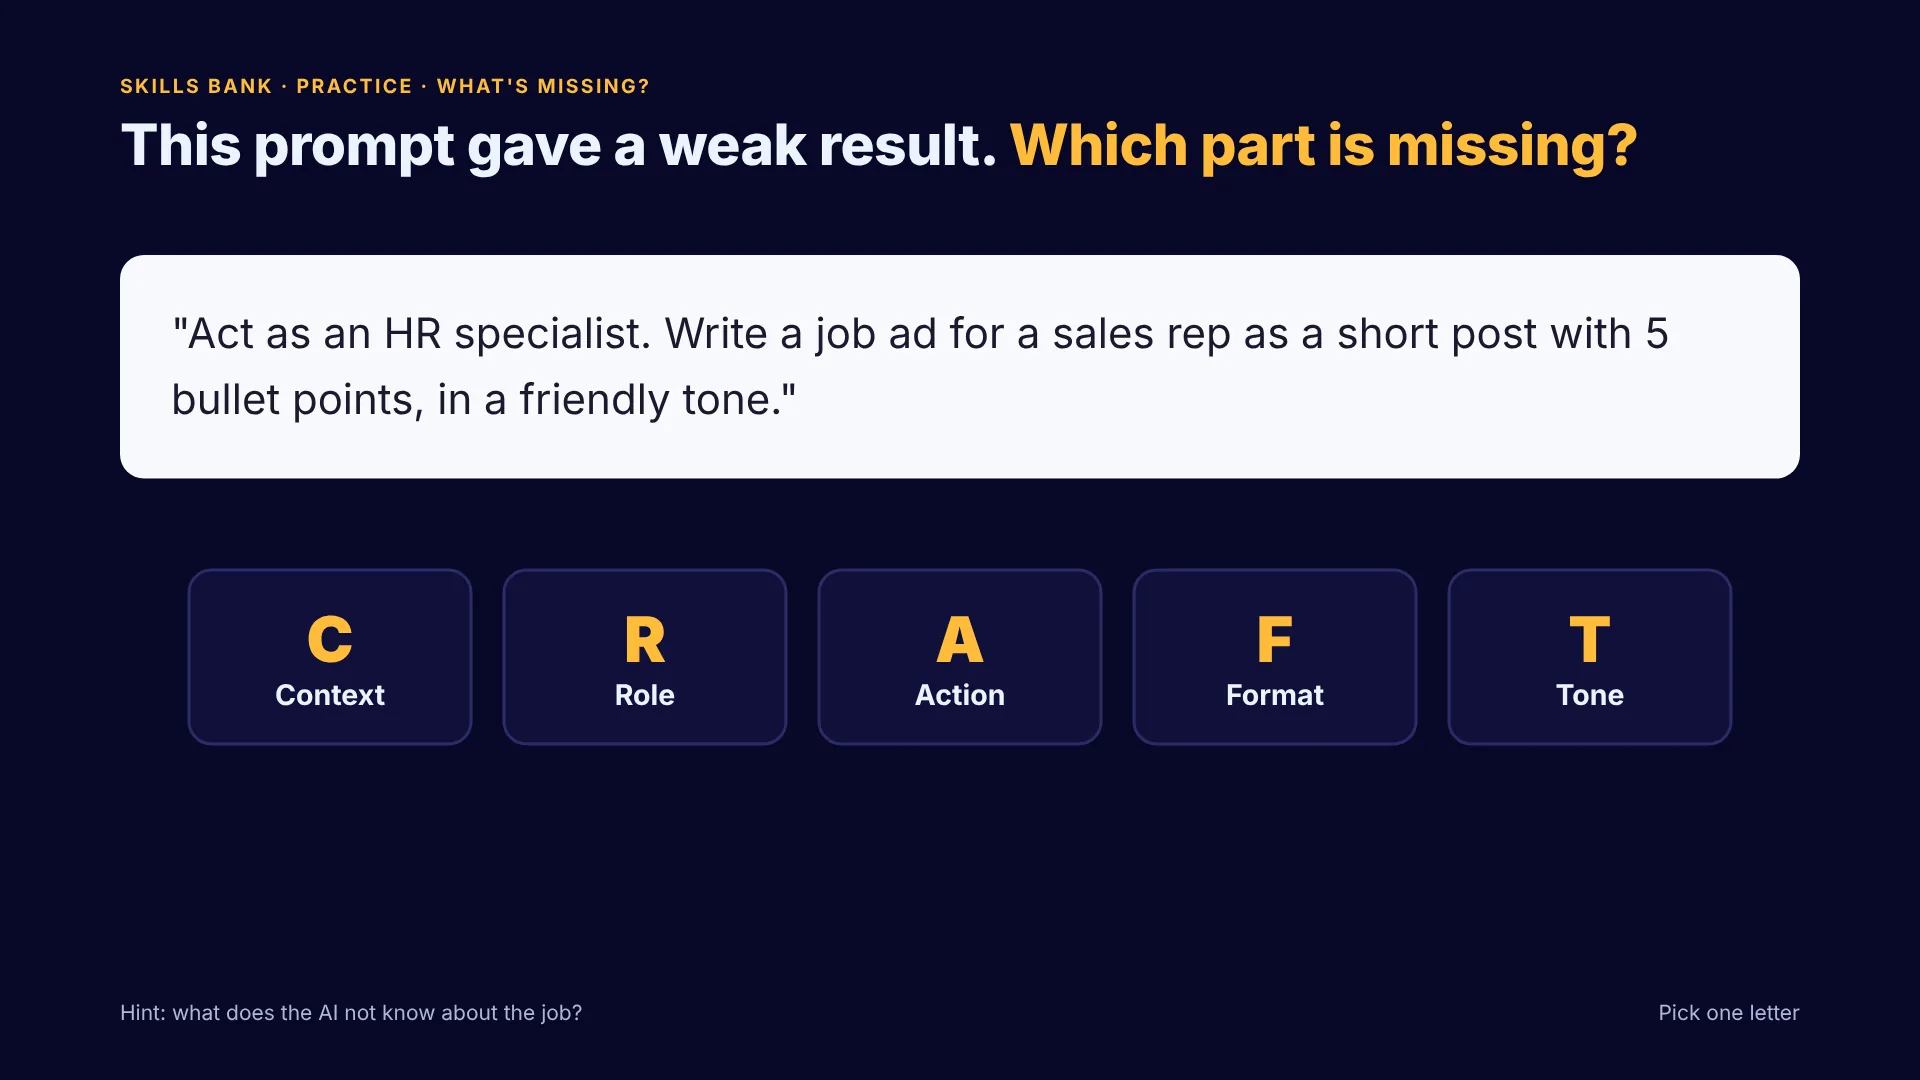 SKILLS BANK · PRACTICE · WHAT'S MISSING?
This prompt gave a weak result. Which part is missing?
"Act as an HR specialist. Write a job ad for a sales rep as a short post with 5
bullet points, in a friendly tone."
C
Context
R
Role
A
Action
F
Format
T
Tone
Hint: what does the AI not know about the job?
Pick one letter